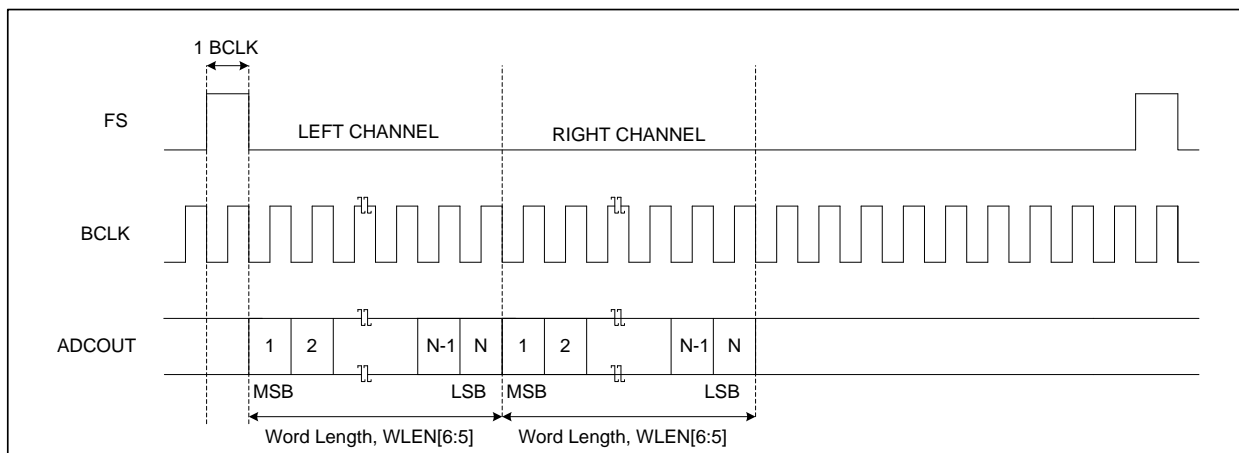 1 BCLK
FS
LEFT CHANNEL
RIGHT CHANNEL
BCLK
ADCOUT
1 2 N-1 N 1 2 N-1 N
MSB LSB MSB LSB
Word Length, WLEN[6:5] Word Length, WLEN[6:5]